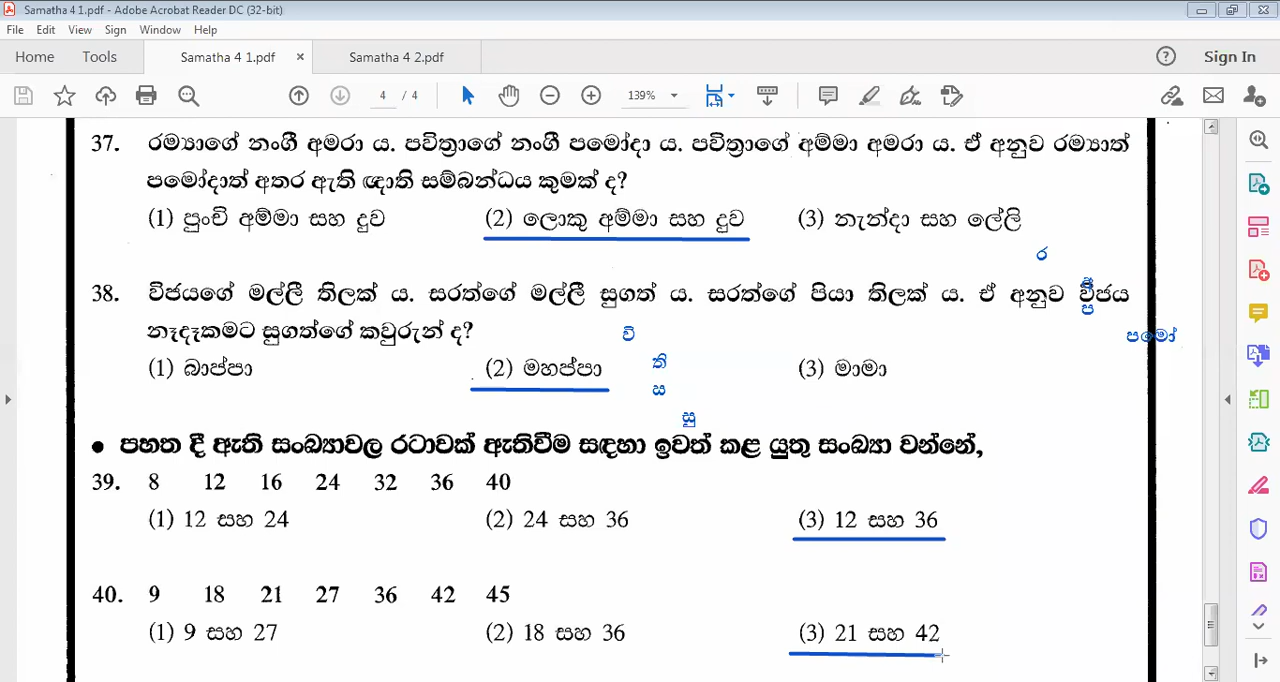 Samatha 4 1.pdf - Adobe Acrobat Reader DC (32-bit)
File Edit View Sign Window Help
Home Tools Samatha 4 1.pdf × Samatha 4 2.pdf Sign In
4 / 4 139%
37. රම්‍යාගේ නංගී අමරා ය. පවිත්‍රාගේ නංගී පමෝදා ය. පවිත්‍රාගේ අම්මා අමරා ය. ඒ අනුව රම්‍යාත්
පමෝදාත් අතර ඇති ඥාති සම්බන්ධය කුමක් ද?
(1) පුංචි අම්මා සහ දුව (2) ලොකු අම්මා සහ දුව (3) නැන්දා සහ ලේලි
ර
38. විජයගේ මල්ලී තිලක් ය. සරත්ගේ මල්ලී සුගත් ය. සරත්ගේ පියා තිලක් ය. ඒ අනුව විජය
ප
නෑදෑකමට සුගත්ගේ කවුරුන් ද? වි පමෝ
(1) බාප්පා (2) මහප්පා ති (3) මාමා
ස
සු
● පහත දී ඇති සංඛ්‍යාවල රටාවක් ඇතිවීම සඳහා ඉවත් කළ යුතු සංඛ්‍යා වන්නේ,
39. 8 12 16 24 32 36 40
(1) 12 සහ 24 (2) 24 සහ 36 (3) 12 සහ 36
40. 9 18 21 27 36 42 45
(1) 9 සහ 27 (2) 18 සහ 36 (3) 21 සහ 42